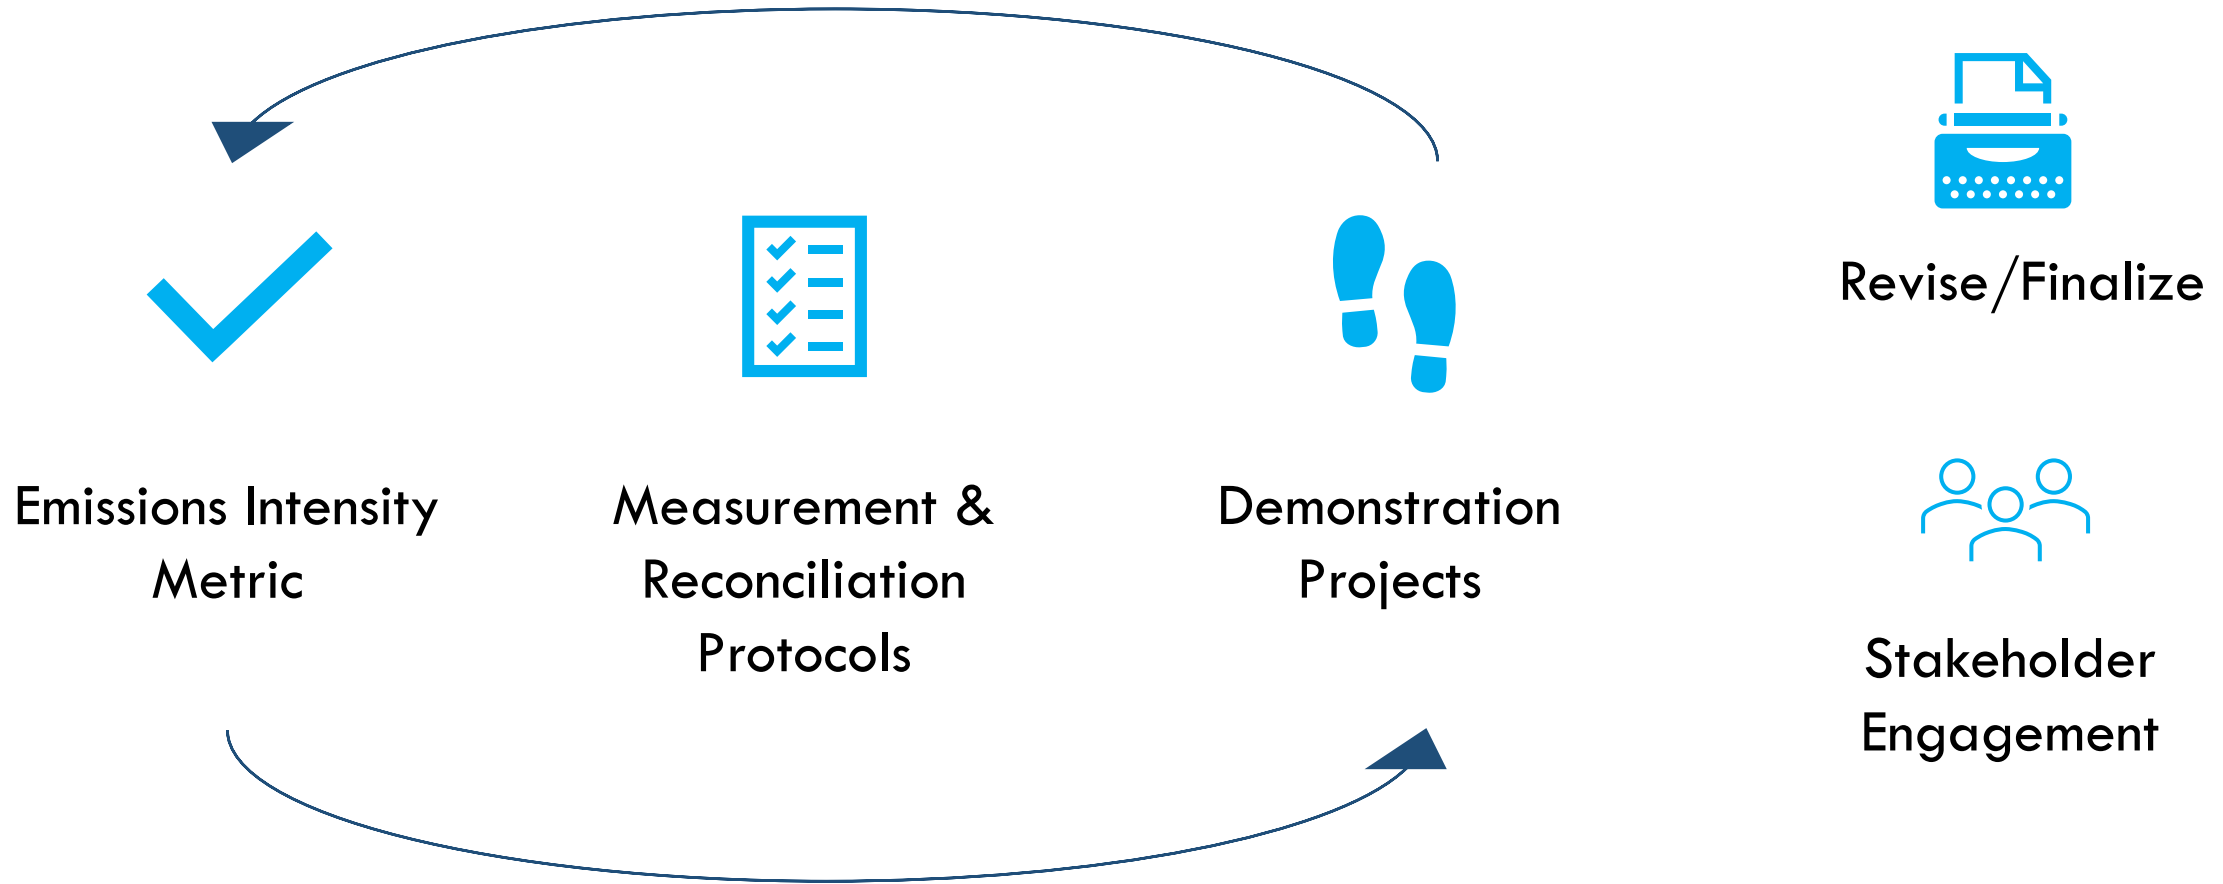 Emissions Intensity
Metric
Measurement &
Reconciliation
Protocols
Demonstration
Projects
Revise/Finalize
Stakeholder
Engagement